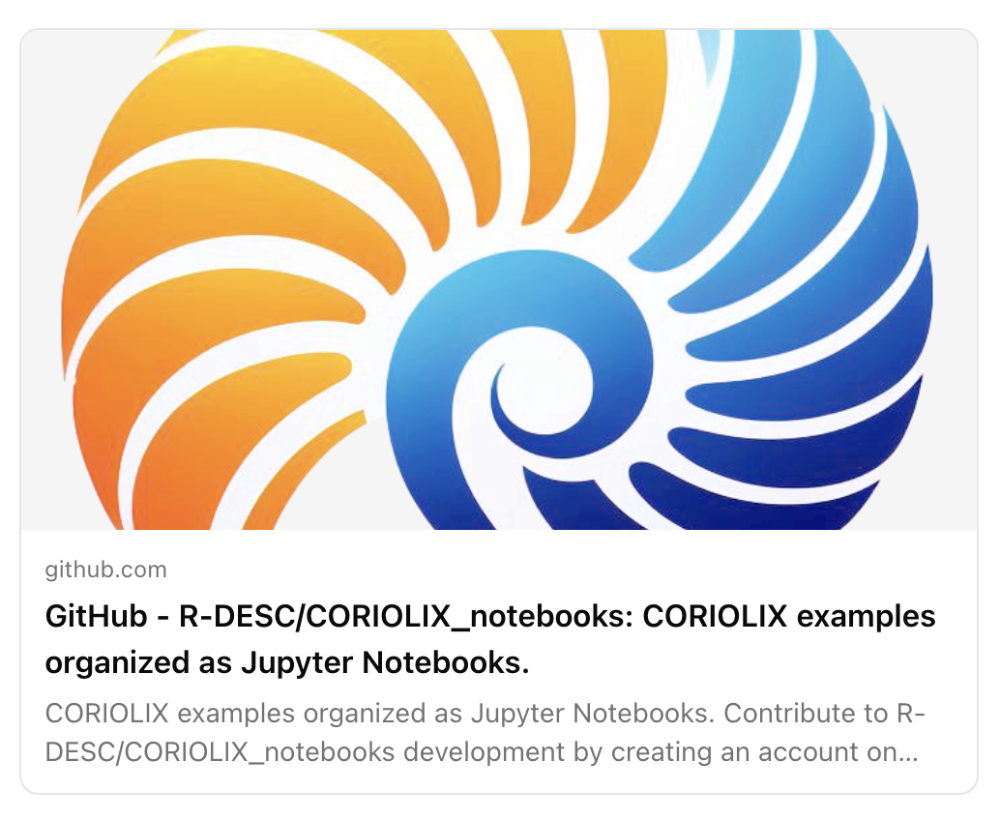 github.com
GitHub - R-DESC/CORIOLIX_notebooks: CORIOLIX examples
organized as Jupyter Notebooks.
CORIOLIX examples organized as Jupyter Notebooks. Contribute to R-
DESC/CORIOLIX_notebooks development by creating an account on...